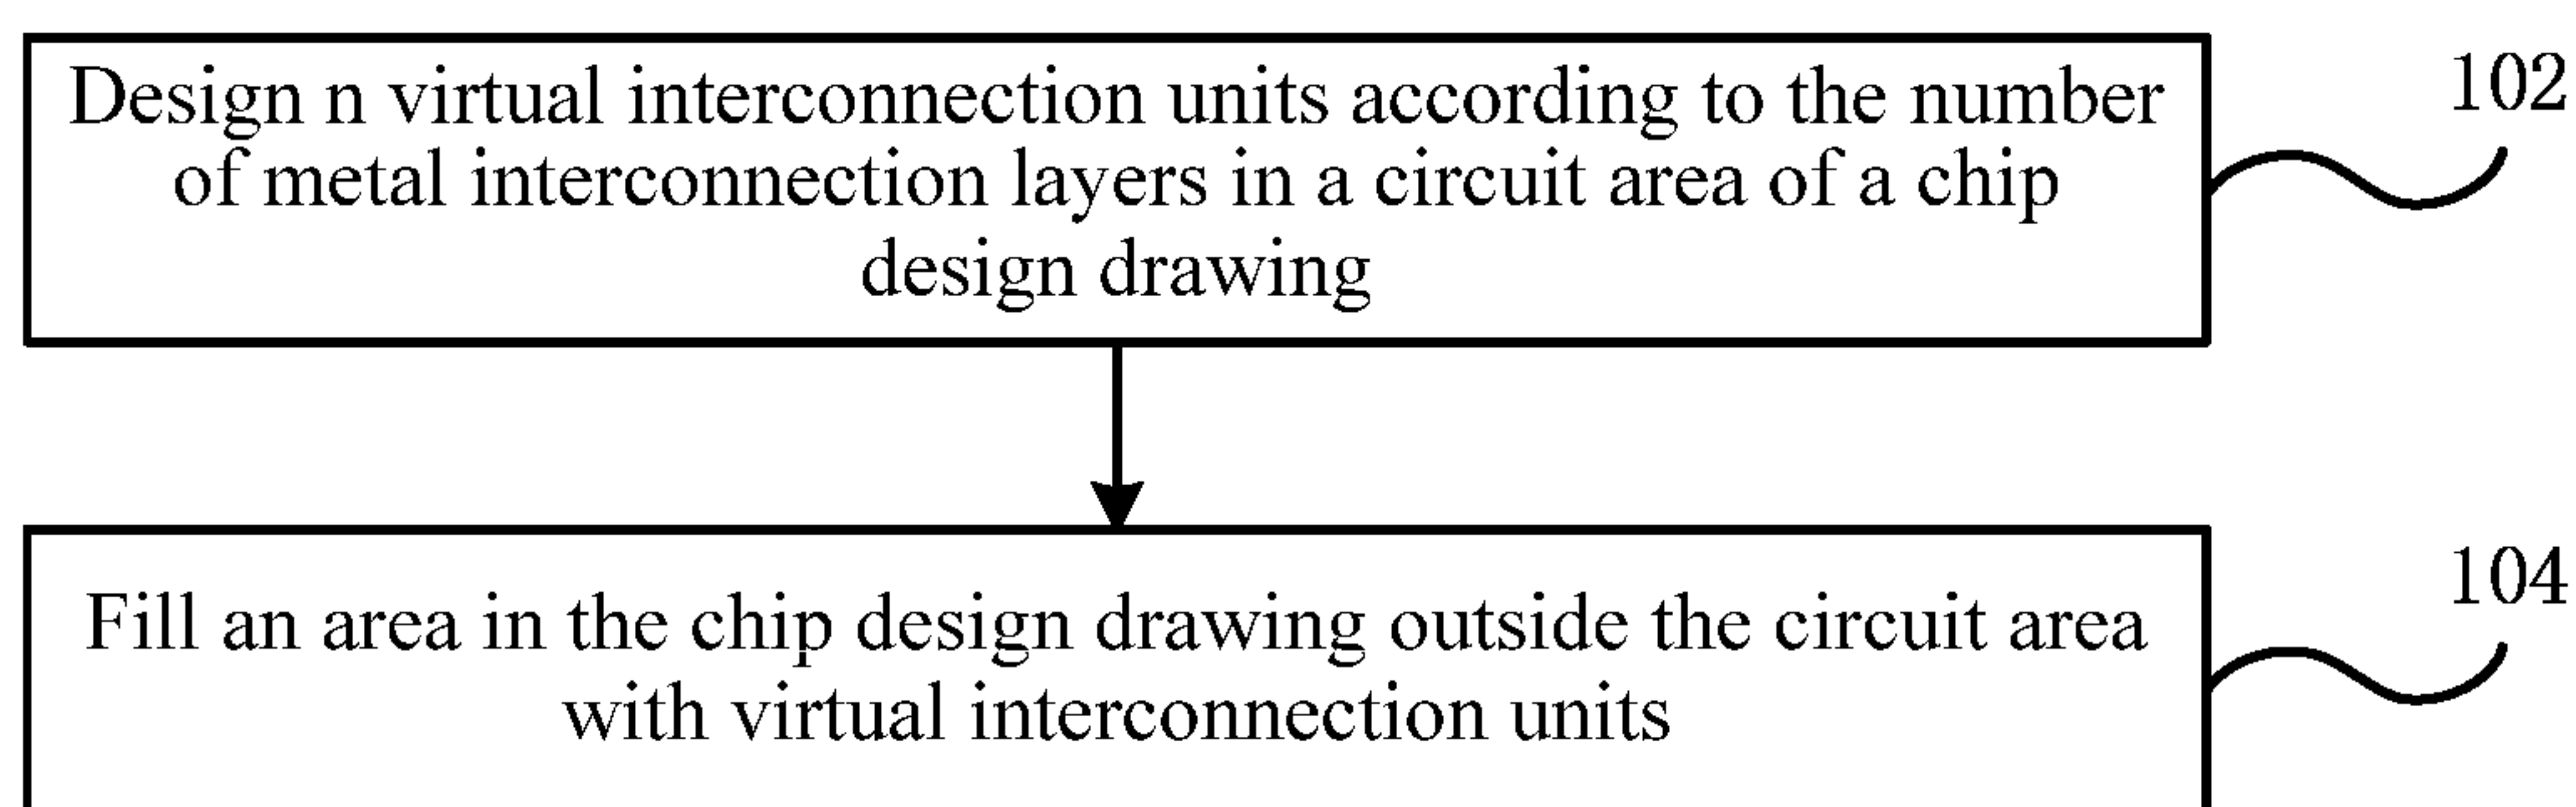 Design n virtual interconnection units according to the number
102
of metal interconnection layers in a circuit area of a chip
design drawing
104
Fill an area in the chip design drawing outside the circuit area
with virtual interconnection units